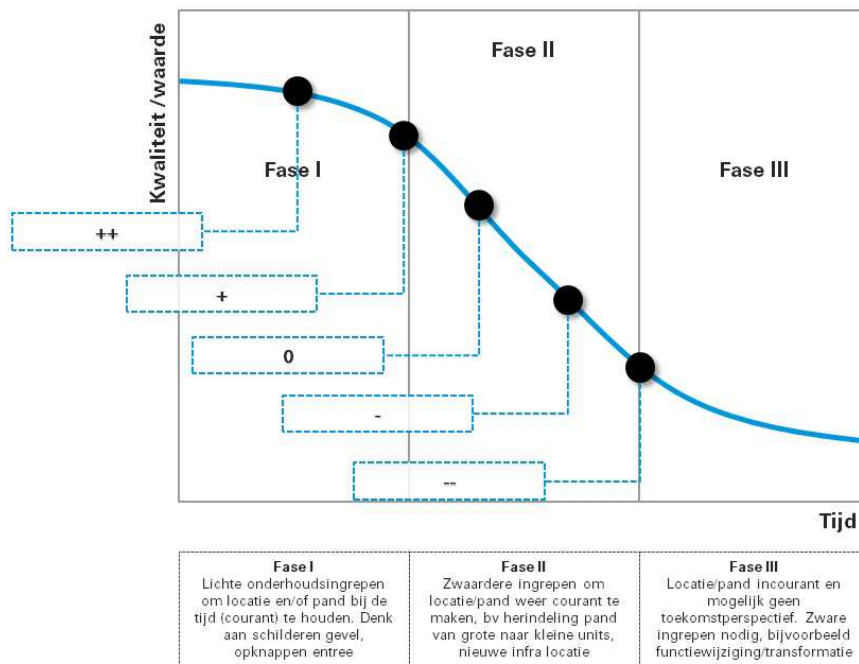 Kwaliteit /waarde
Fase I
Fase II
Fase III
++
+
0
-
--
Tijd
Fase I
Lichte onderhoudsingrepen
om locatie en/of pand bij de
tijd (courant) te houden. Denk
aan schilderen gevel,
opknappen entree
Fase II
Zwaardere ingrepen om
locatie/pand weer courant te
maken, bv herindeling pand
van grote naar kleine units,
nieuwe infra locatie
Fase III
Locatie/pand incourant en
mogelijk geen
toekomstperspectief. Zware
ingrepen nodig, bijvoorbeeld
functiewijziging/transformatie